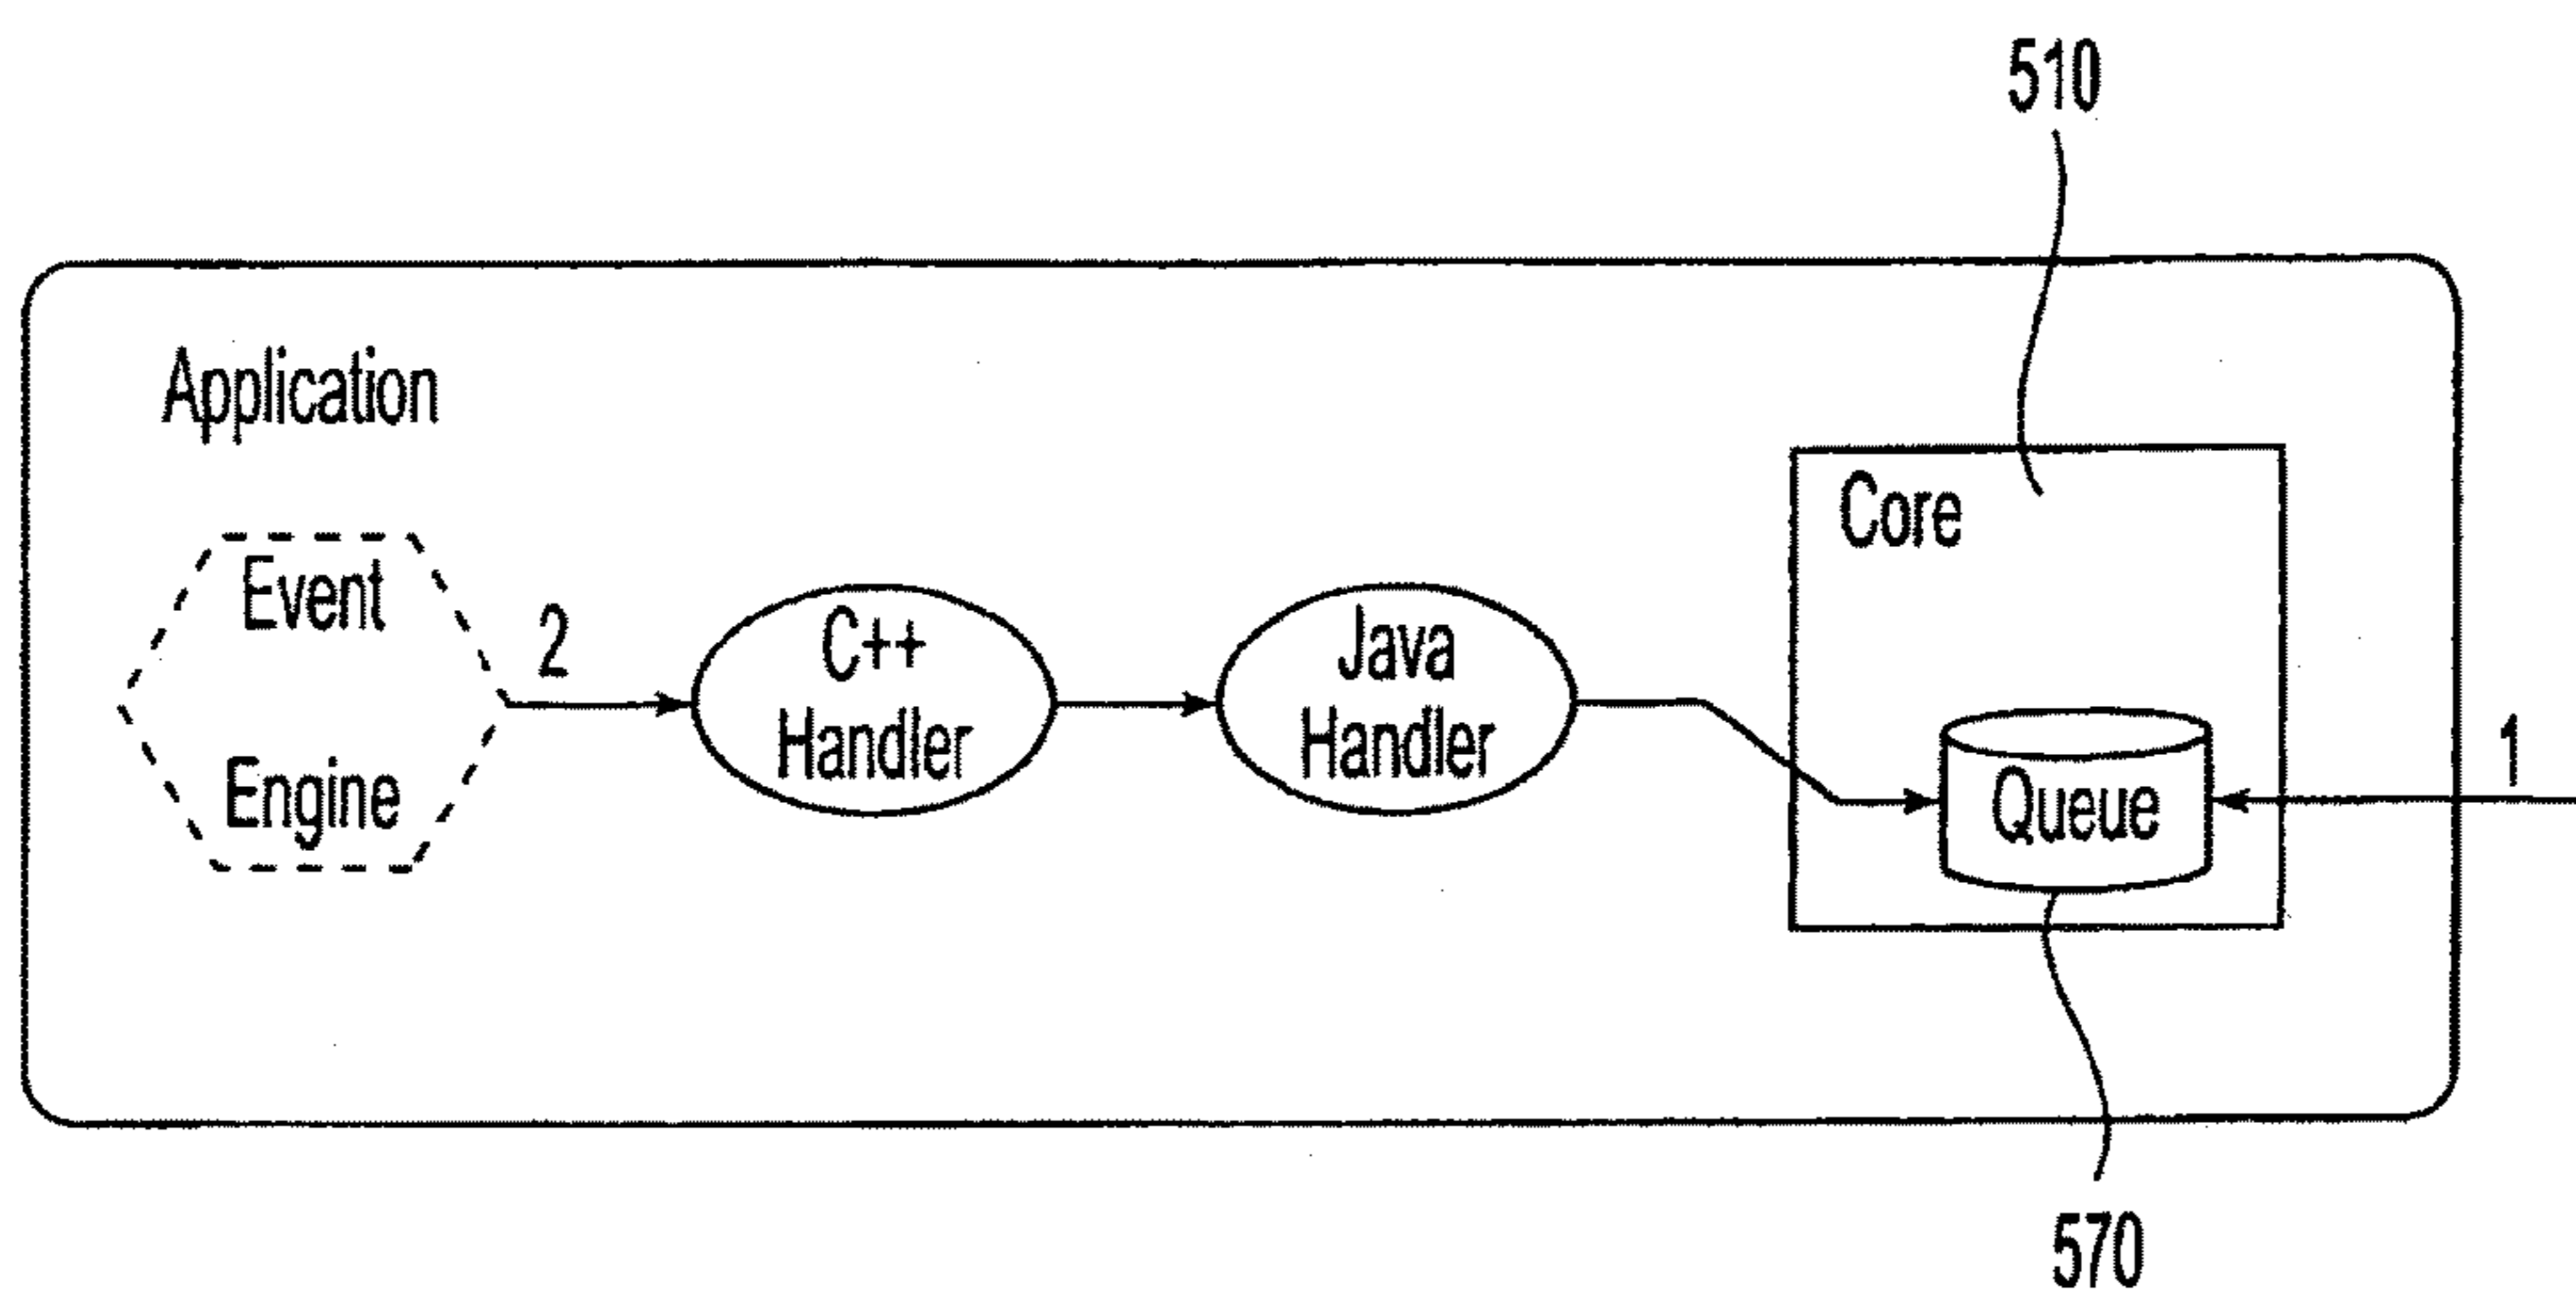 510
Application
Core
Event
Engine
2
C++
Handler
Java
Handler
Queue
1
570